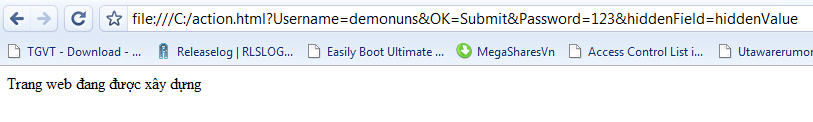 file:///C:/action.html?Username=demonuns&OK=Submit&Password=123&hiddenField=hiddenValue
TGVT - Download - ... Releaselog | RLSLOG... Easily Boot Ultimate ... MegaSharesVn Access Control List i... Utawarerumor
Trang web đang được xây dựng